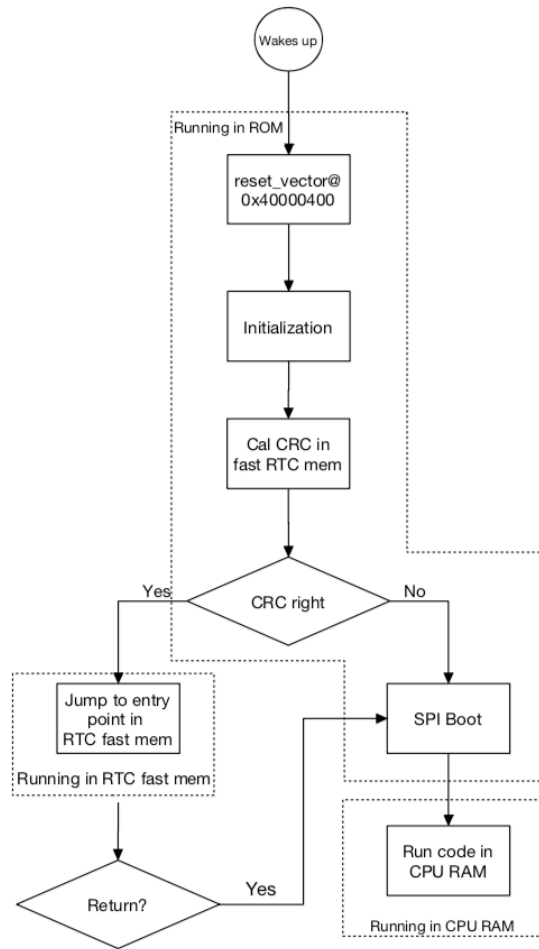 Wakes up
Running in ROM
reset_vector@
0x40000400
Initialization
Cal CRC in
fast RTC mem
Yes
CRC right
No
Jump to entry
point in
RTC fast mem
Running in RTC fast mem
SPI Boot
Return?
Yes
Run code in
CPU RAM
Running in CPU RAM